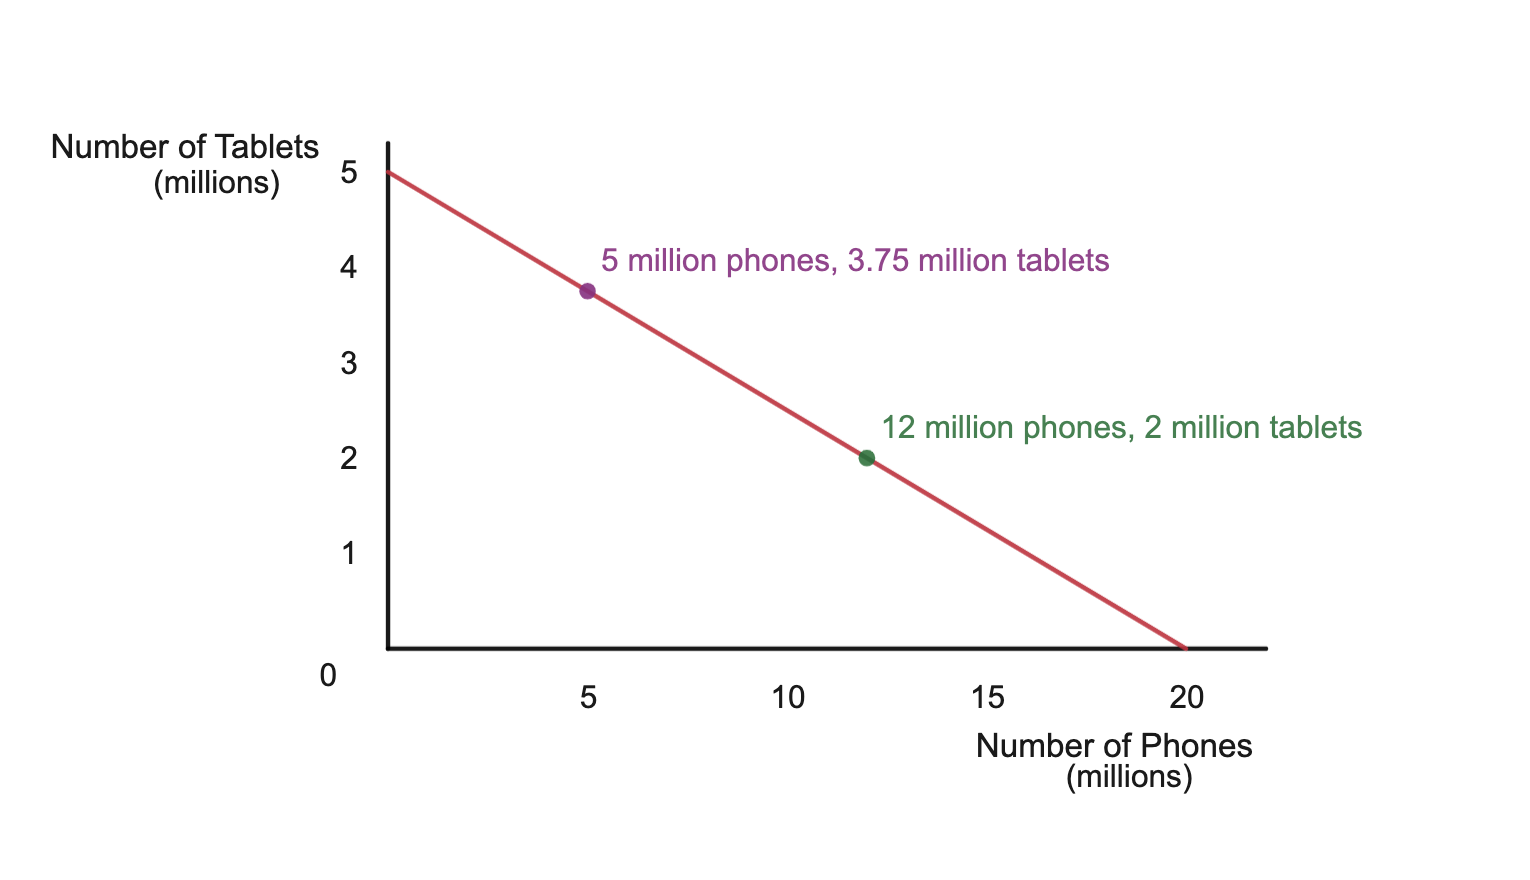 Number of Tablets
(millions)
5
4
3
2
1
0
5 million phones, 3.75 million tablets
12 million phones, 2 million tablets
5 10 15 20
Number of Phones
(millions)